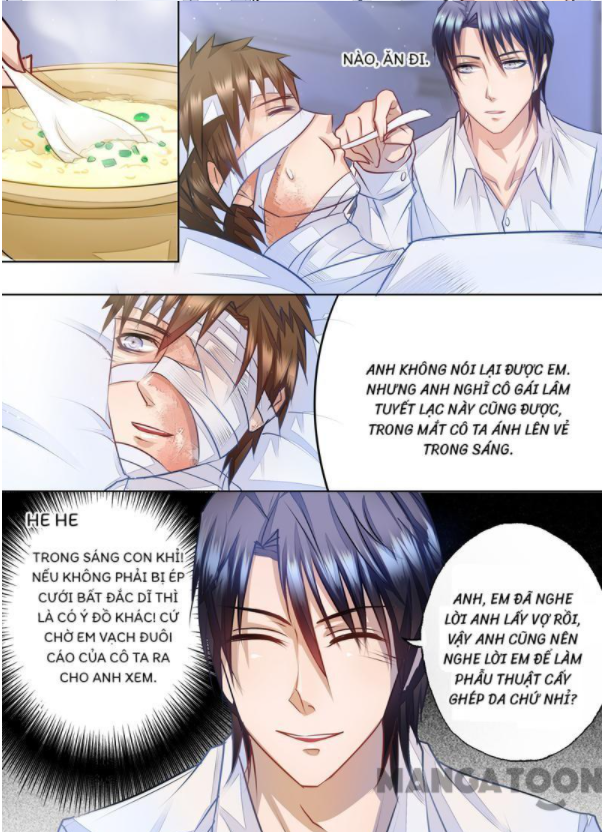 NÀO, ĂN ĐI.
ANH KHÔNG NÓI LẠI ĐƯỢC EM.
NHƯNG ANH NGHĨ CÔ GÁI LÂM
TUYẾT LẠC NÀY CŨNG ĐƯỢC,
TRONG MẮT CÔ TA ÁNH LÊN VẺ
TRONG SÁNG.
HE HE
TRONG SÁNG CON KHỈ!
NẾU KHÔNG PHẢI BỊ ÉP
CƯỚI BẤT ĐẮC DĨ THÌ
LÀ CÓ Ý ĐỒ KHÁC! CỨ
CHỜ EM VẠCH ĐUÔI
CÁO CỦA CÔ TA RA
CHO ANH XEM.
ANH, EM ĐÃ NGHE
LỜI ANH LẤY VỢ RỒI,
VẬY ANH CŨNG NÊN
NGHE LỜI EM ĐỂ LÀM
PHẪU THUẬT CẤY
GHÉP DA CHỨ NHỈ?
MANGATOON